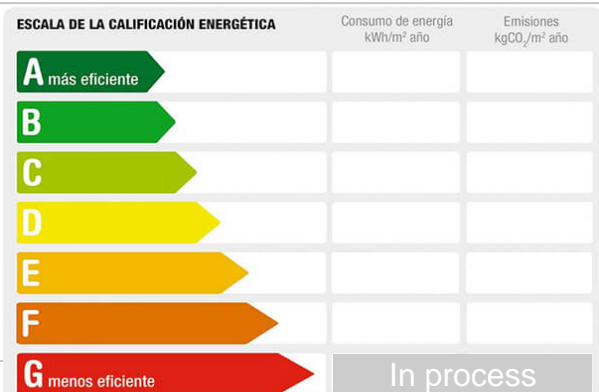 ESCALA DE LA CALIFICACIÓN ENERGÉTICA
Consumo de energía
kWh/m² año
Emisiones
kgCO₂/m² año
A más eficiente
B
C
D
E
F
G menos eficiente
In process